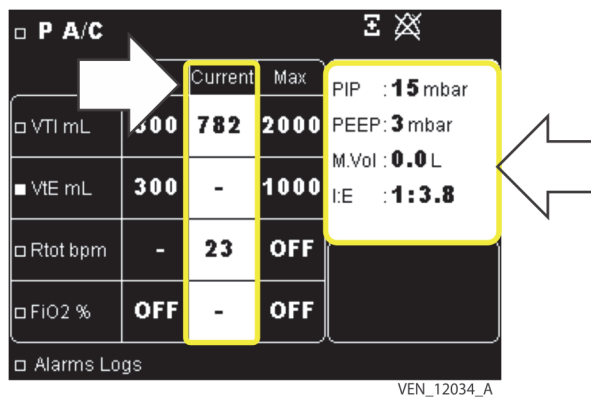 P A/C
Current Max
VTI mL 782 2000
VtE mL 300 - 1000
Rtot bpm - 23 OFF
FiO2 % OFF - OFF
PIP : 15 mbar
PEEP: 3 mbar
M.Vol : 0.0 L
I:E : 1:3.8
Alarms Logs
VEN_12034_A